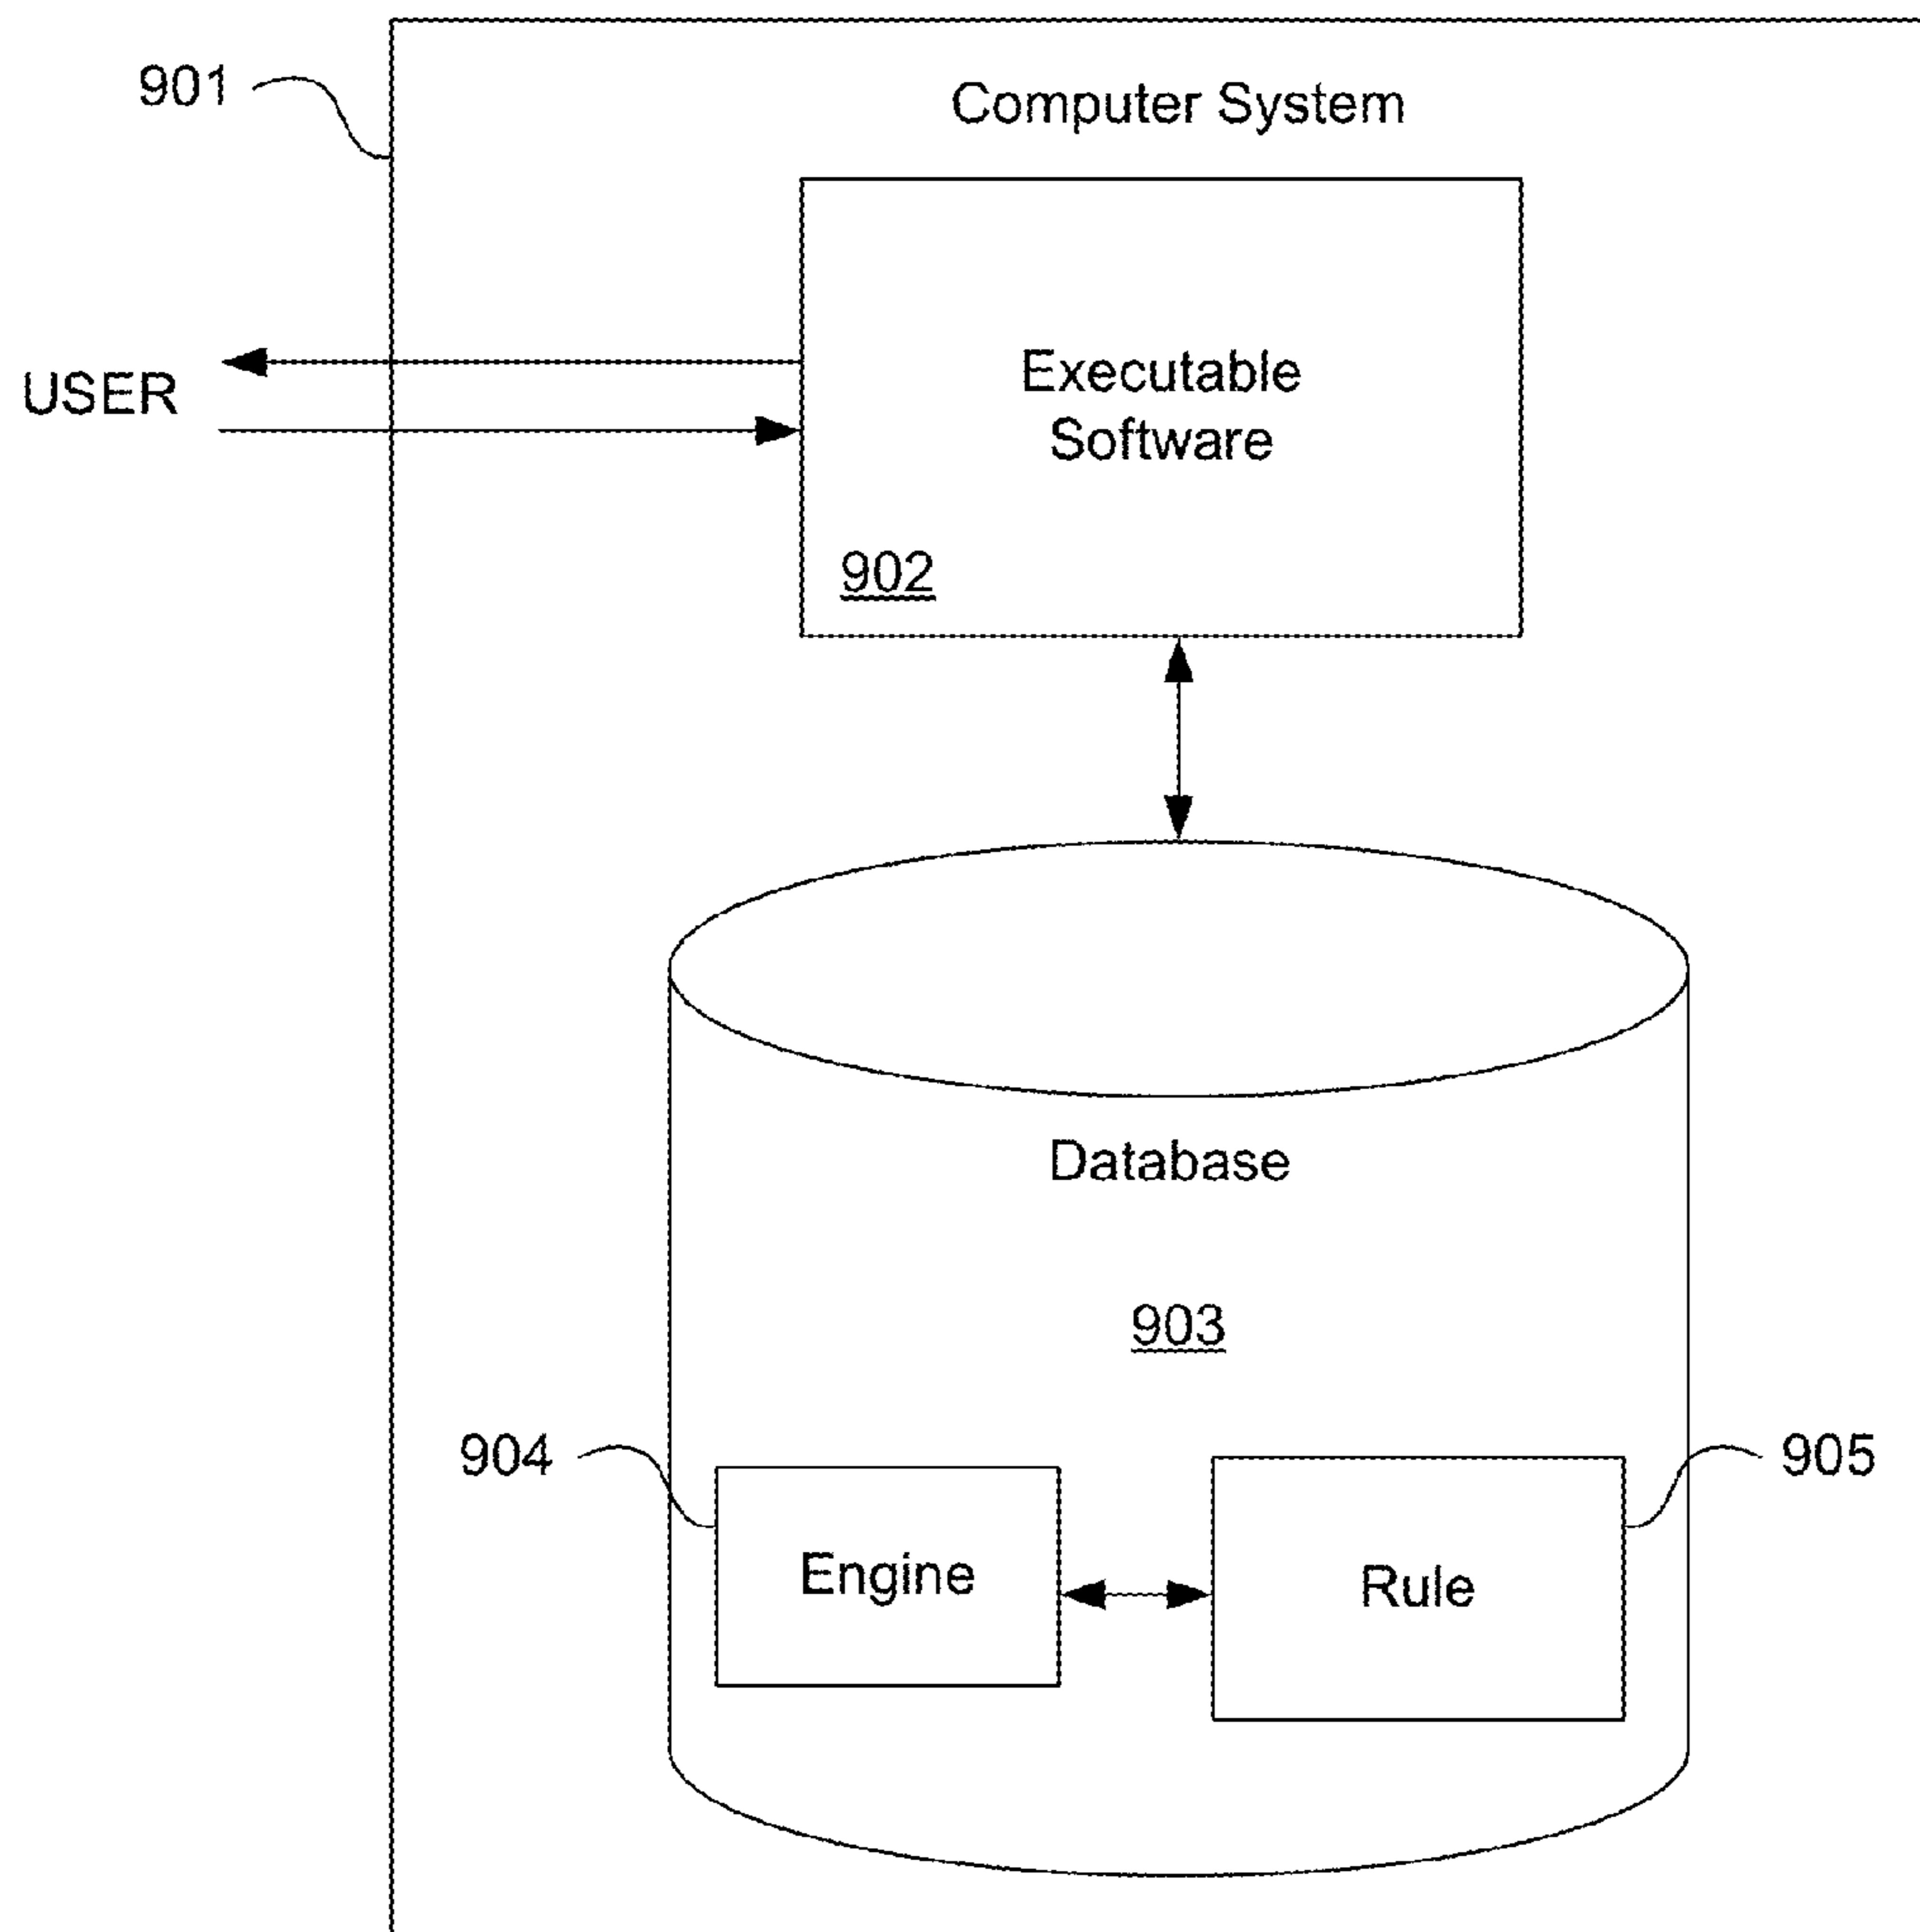 901
Computer System
USER
Executable
Software
902
Database
903
904
905
Engine
Rule